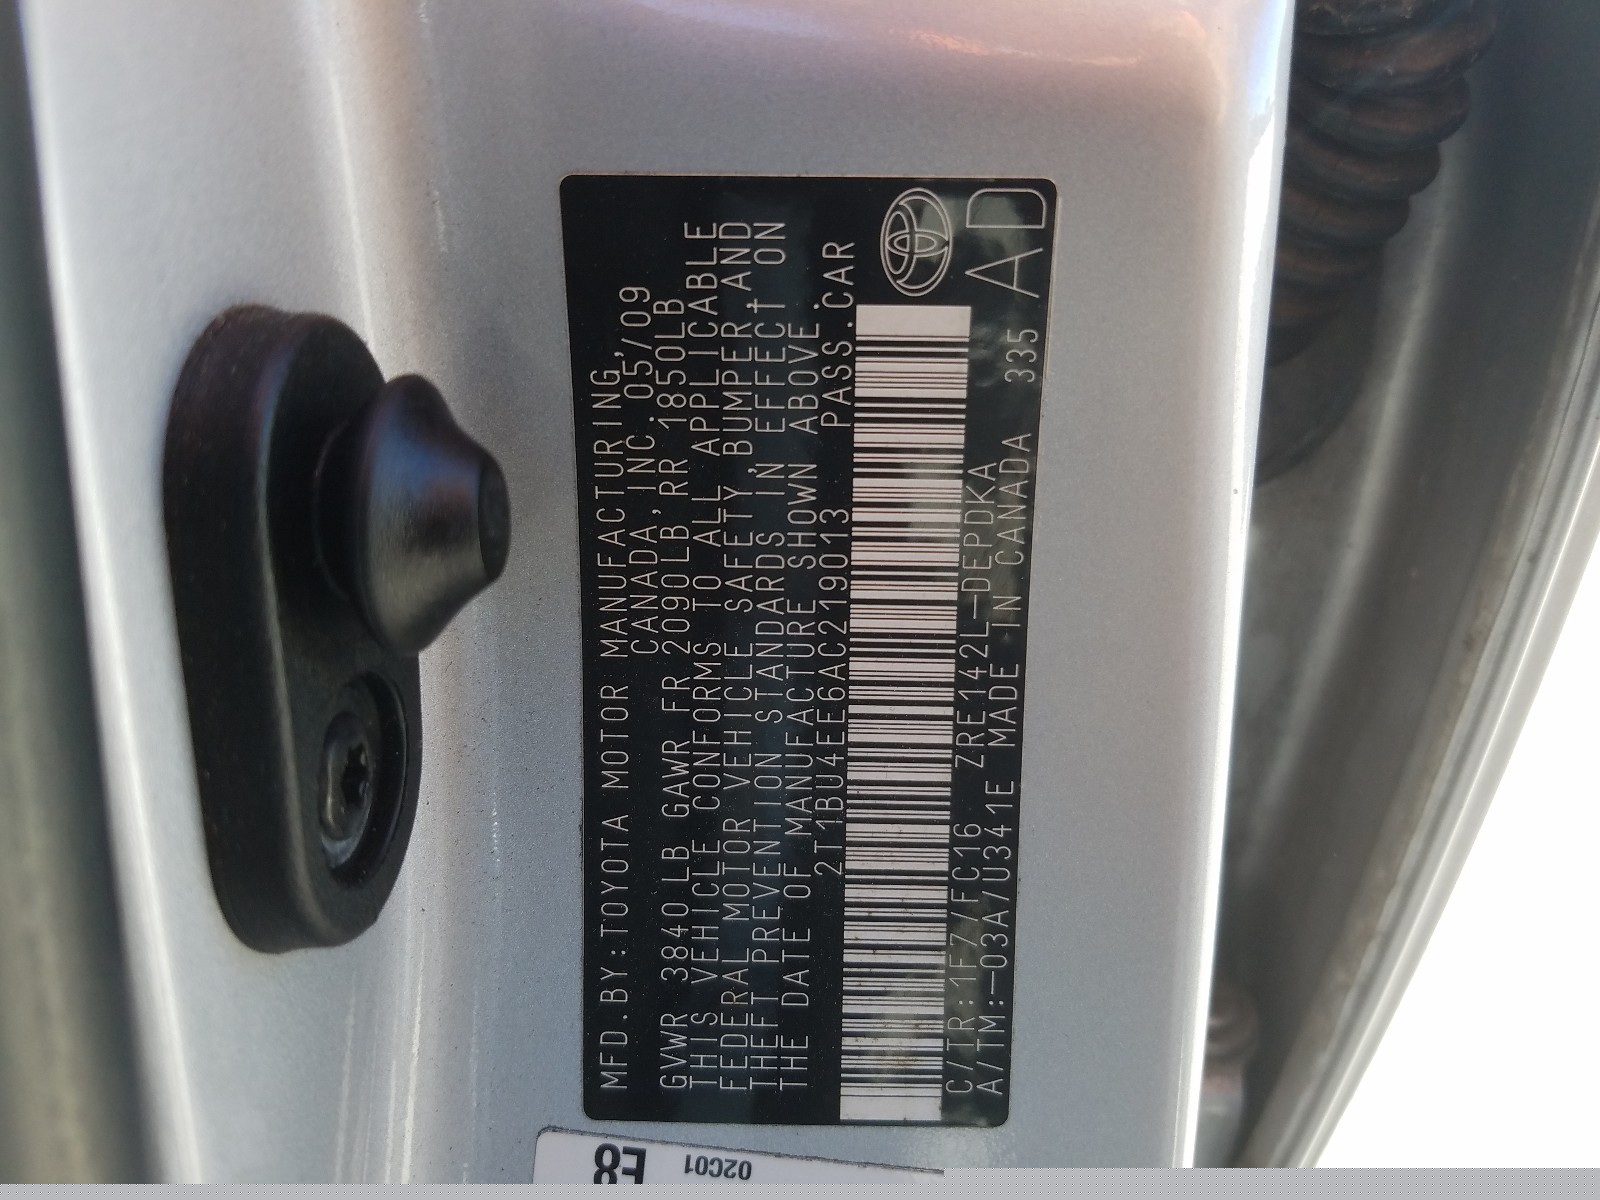 MFD.BY:TOYOTA MOTOR MANUFACTURING,
CANADA,INC.05/09
GVWR 3840 LB GAWR FR 2090LB,RR 1850LB
THIS VEHICLE CONFORMS TO ALL APPLICABLE
FEDERAL MOTOR VEHICLE SAFETY,BUMPER,AND
THEFT PREVENTION STANDARDS IN EFFECT ON
THE DATE OF MANUFACTURE SHOWN ABOVE.
2T1BU4EE6AC219013 PASS.CAR
C/TR:1F7/FC16 ZRE142L-DEPDKA
A/TM:-03A/U341E MADE IN CANADA 335 AD
E8 02C01